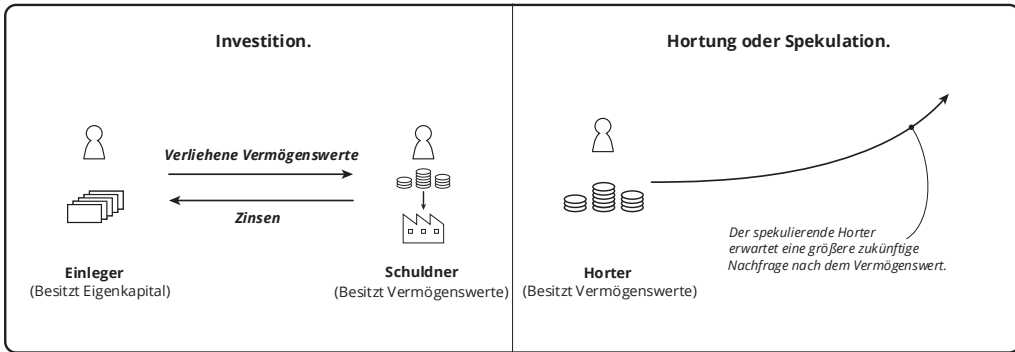 Investition.
Verliehene Vermögenswerte
Zinsen
Einleger
(Besitzt Eigenkapital)
Schuldner
(Besitzt Vermögenswerte)
Hortung oder Spekulation.
Der spekulierende Horter
erwartet eine größere zukünftige
Nachfrage nach dem Vermögenswert.
Horter
(Besitzt Vermögenswerte)